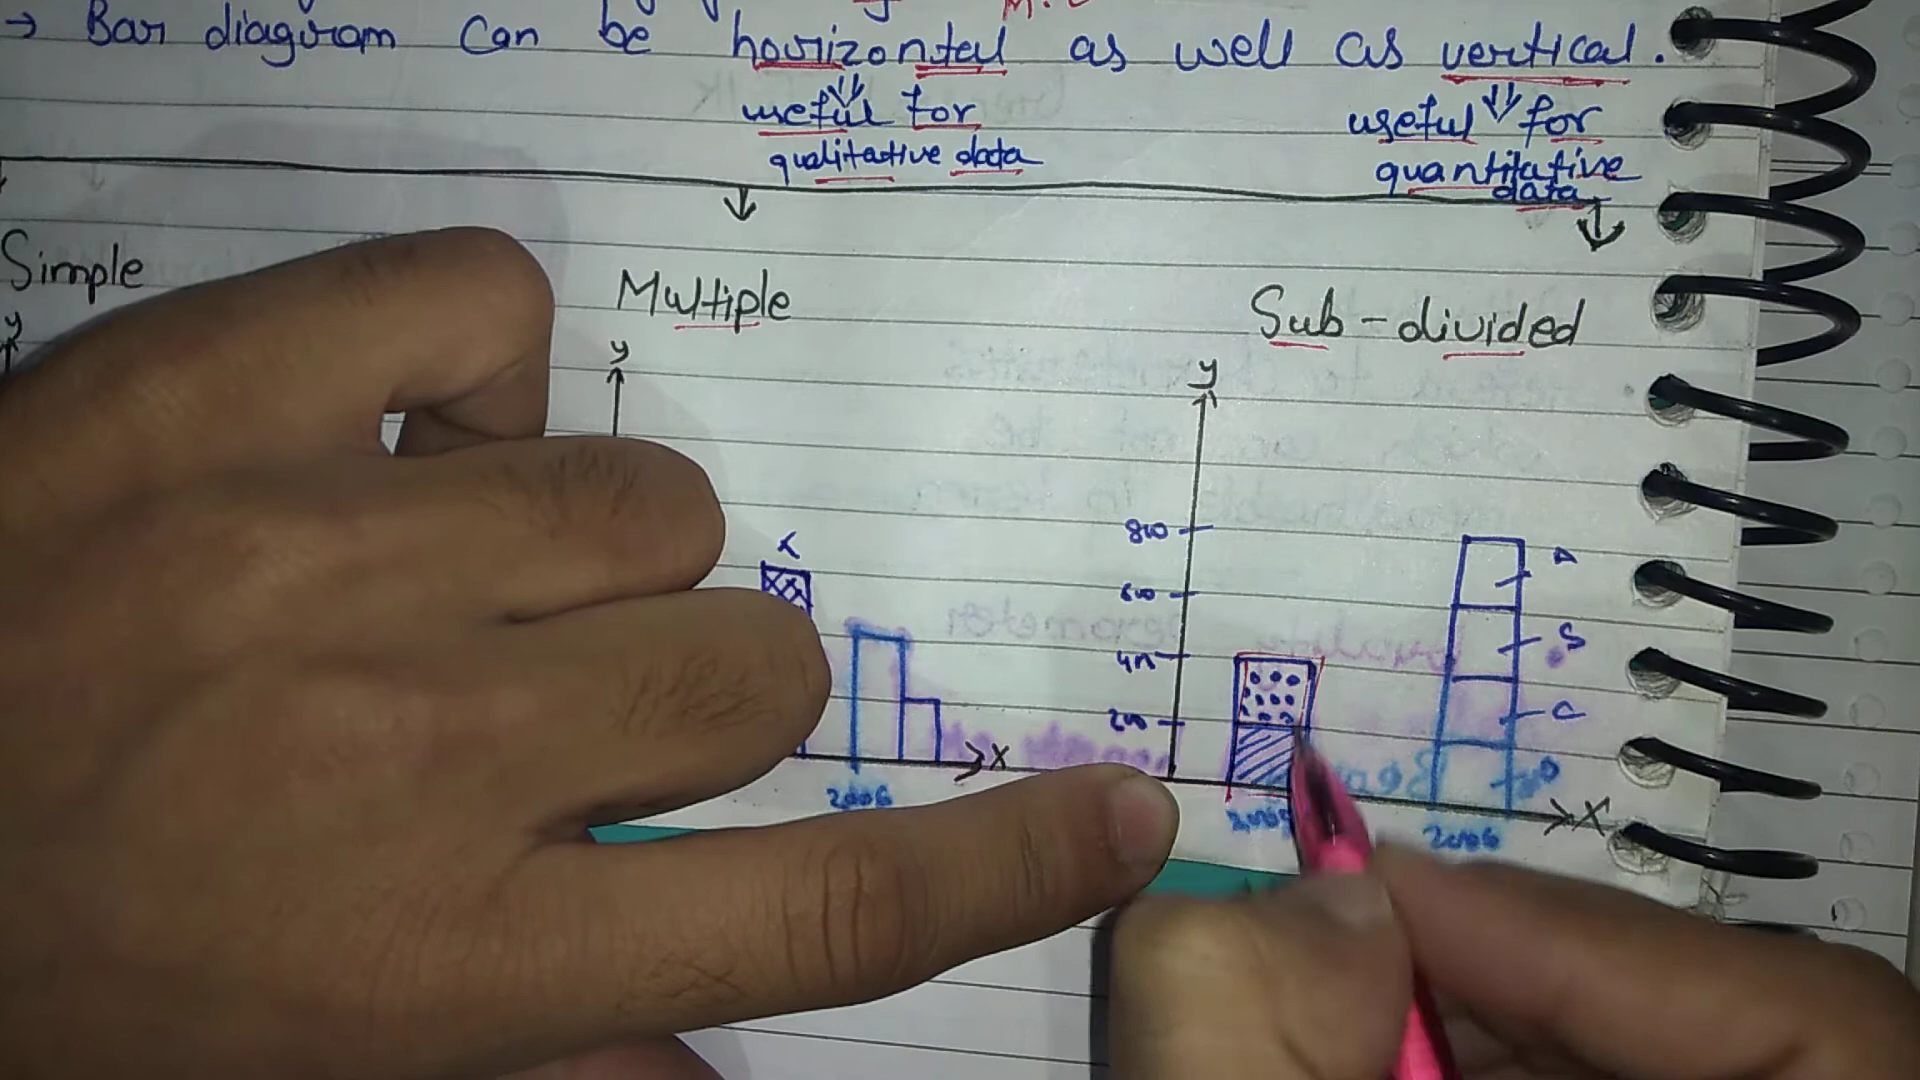 → Bar diagram can be horizontal as well as vertical.
useful for
qualitative data
useful for
quantitative
data
Simple
Multiple
Sub-divided
y
y
y
800
600
400
200
A
S
C
D
X
X
2006
2006